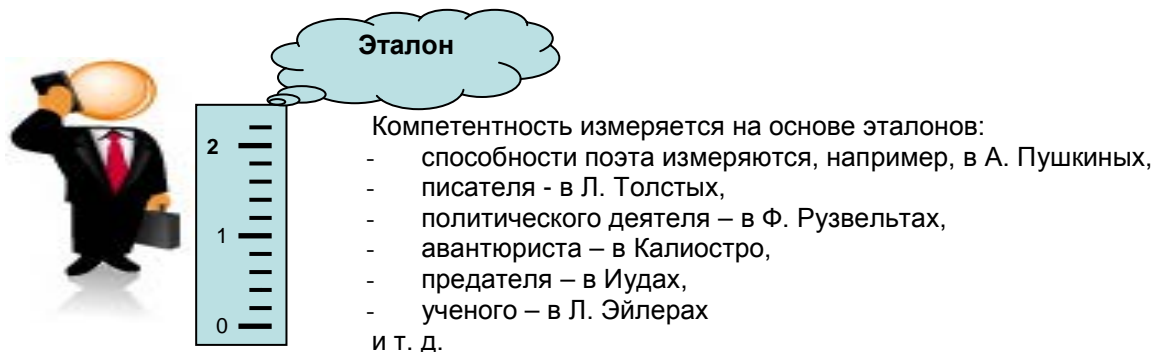 Эталон
2
1
0
Компетентность измеряется на основе эталонов:
- способности поэта измеряются, например, в А. Пушкиных,
- писателя - в Л. Толстых,
- политического деятеля – в Ф. Рузвельтах,
- авантюриста – в Калиостро,
- предателя – в Иудах,
- ученого – в Л. Эйлерах
и т. д.